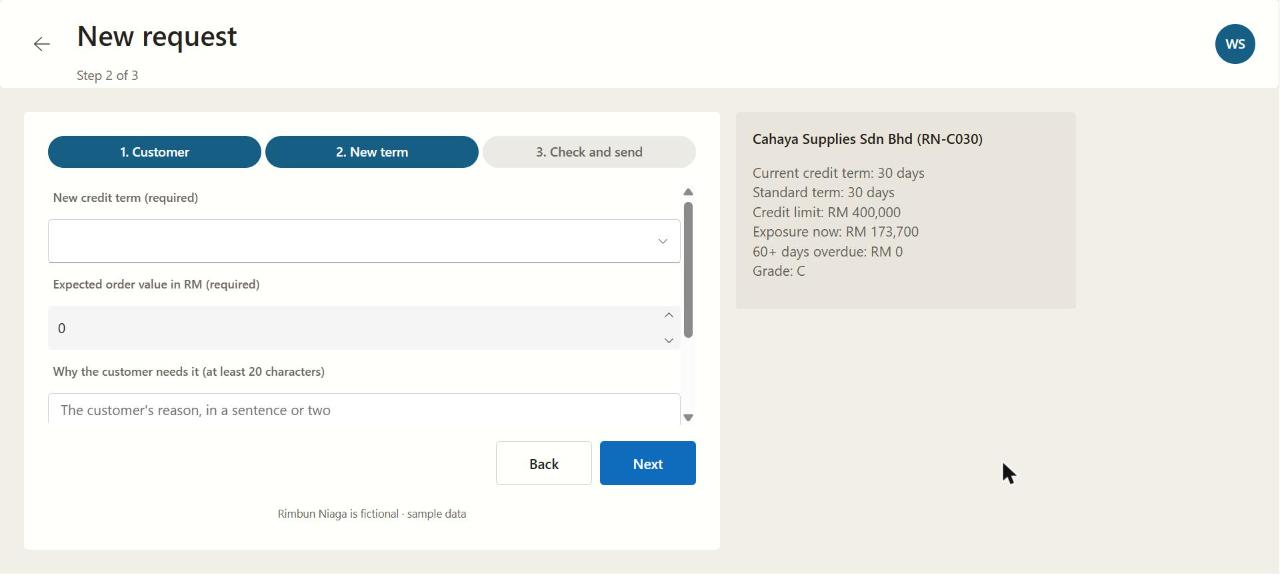 New request
Step 2 of 3
WS
1. Customer
2. New term
3. Check and send
New credit term (required)
Expected order value in RM (required)
0
Why the customer needs it (at least 20 characters)
The customer's reason, in a sentence or two
Back
Next
Rimbun Niaga is fictional · sample data
Cahaya Supplies Sdn Bhd (RN-C030)
Current credit term: 30 days
Standard term: 30 days
Credit limit: RM 400,000
Exposure now: RM 173,700
60+ days overdue: RM 0
Grade: C